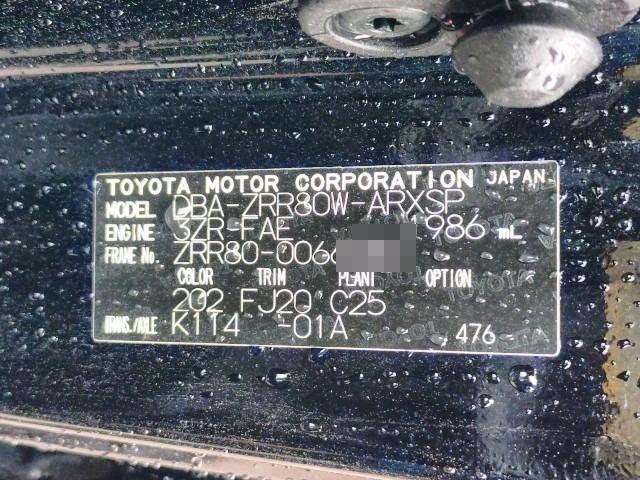 TOYOTA MOTOR CORPORATION JAPAN
MODEL DBA-ZRR80W-ARXSP
ENGINE 3ZR-FAE 986 mL
FRAME No. ZRR80-006
COLOR TRIM PLANT OPTION
202 FJ20 C25
TRANS./AXLE K114 -01A 476